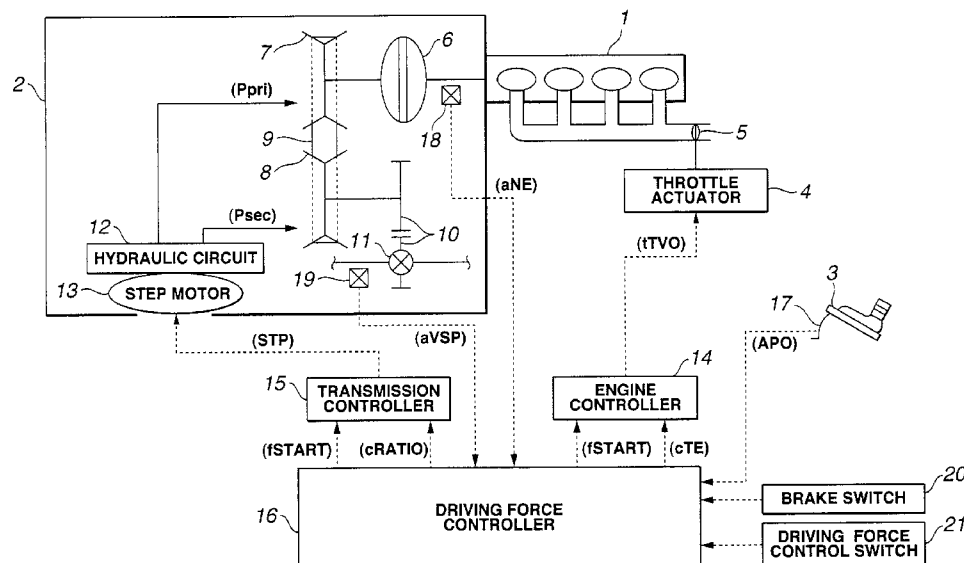 1
7
6
2
(Ppri)
18
9
5
8
(aNE)
THROTTLE
ACTUATOR
4
(Psec)
12
10
11
(tTVO)
HYDRAULIC CIRCUIT
19
13
STEP MOTOR
3
17
(STP)
(aVSP)
(APO)
14
15
TRANSMISSION
CONTROLLER
ENGINE
CONTROLLER
(fSTART)
(cRATIO)
(fSTART)
(cTE)
20
BRAKE SWITCH
16
DRIVING FORCE
CONTROLLER
21
DRIVING FORCE
CONTROL SWITCH